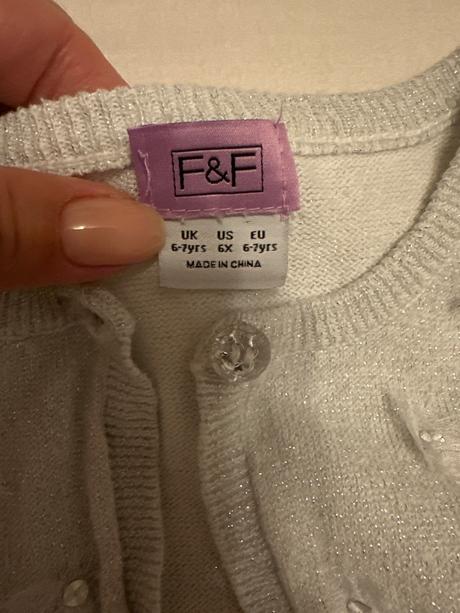 F&F
UK US EU
6-7yrs 6X 6-7yrs
MADE IN CHINA